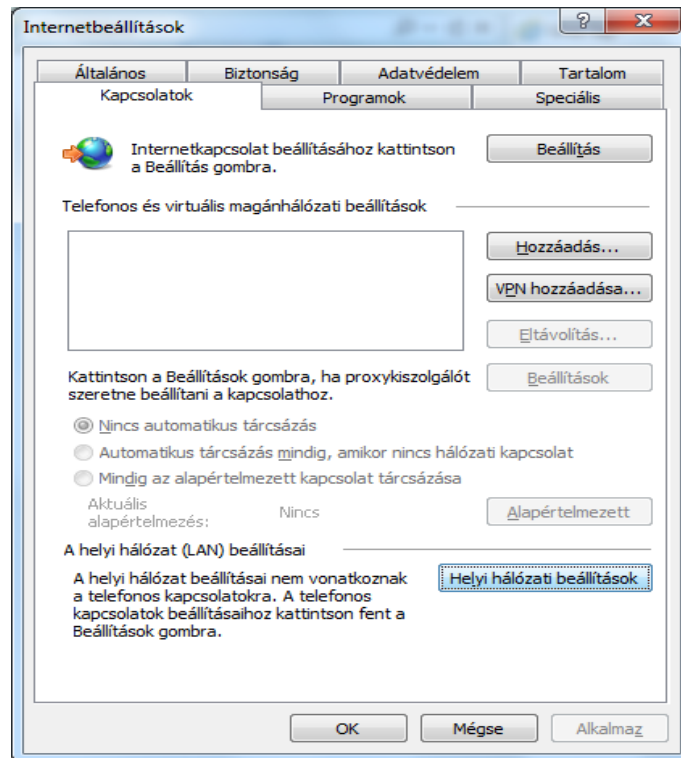 Internetbeállítások
Általános
Biztonság
Adatvédelem
Tartalom
Kapcsolatok
Programok
Speciális
Internetkapcsolat beállításához kattintson
a Beállítás gombra.
Beállítás
Telefonos és virtuális magánhálózati beállítások
Hozzáadás...
VPN hozzáadása...
Eltávolítás...
Kattintson a Beállítások gombra, ha proxykiszolgálót
szeretne beállítani a kapcsolathoz.
Beállítások
Nincs automatikus tárcsázás
Automatikus tárcsázás mindig, amikor nincs hálózati kapcsolat
Mindig az alapértelmezett kapcsolat tárcsázása
Aktuális
alapértelmezés:
Nincs
Alapértelmezett
A helyi hálózat (LAN) beállításai
A helyi hálózat beállításai nem vonatkoznak
a telefonos kapcsolatokra. A telefonos
kapcsolatok beállításaihoz kattintson fent a
Beállítások gombra.
Helyi hálózati beállítások
OK
Mégse
Alkalmaz